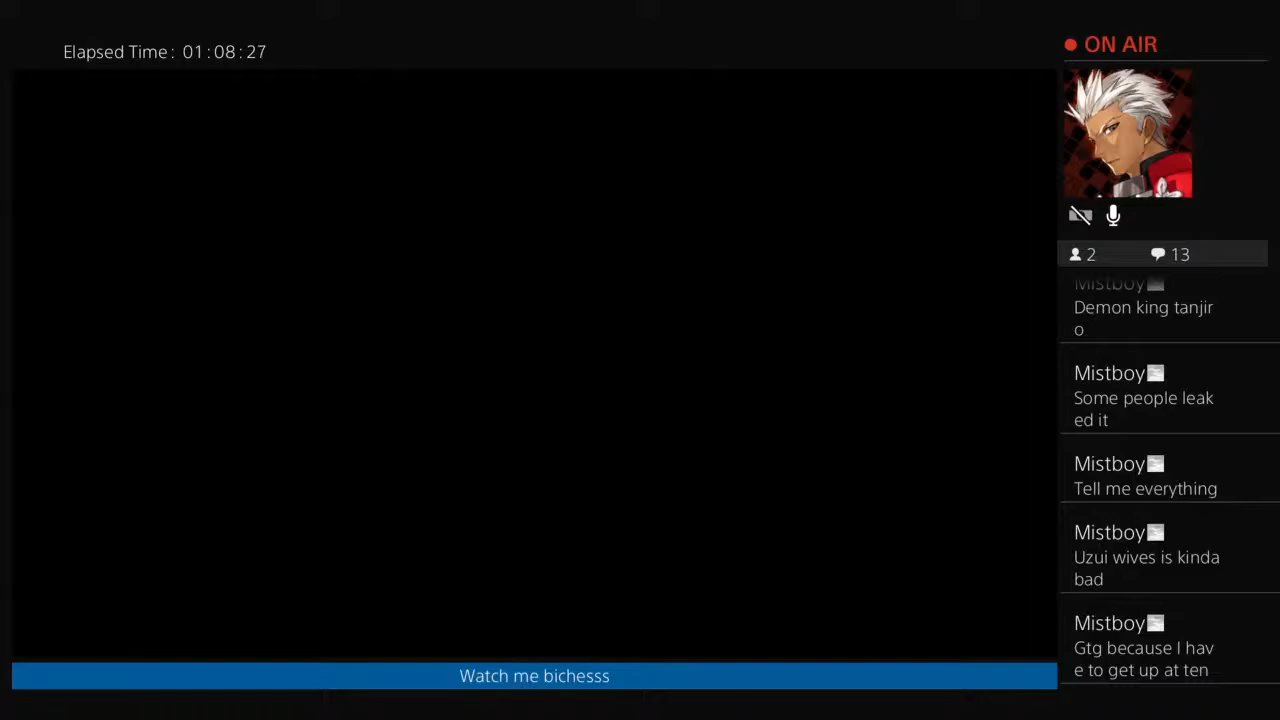 Elapsed Time: 01:08:27
ON AIR
2 13
Mistboy
Demon king tanjir
o
Mistboy
Some people leak
ed it
Mistboy
Tell me everything
Mistboy
Uzui wives is kinda
bad
Mistboy
Gtg because I hav
e to get up at ten
Watch me bichesss